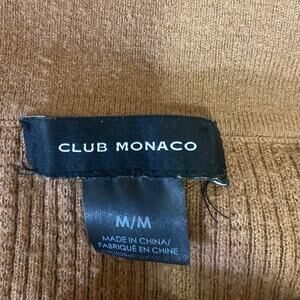 CLUB MONACO
M/M
MADE IN CHINA/
FABRIQUÉ EN CHINE